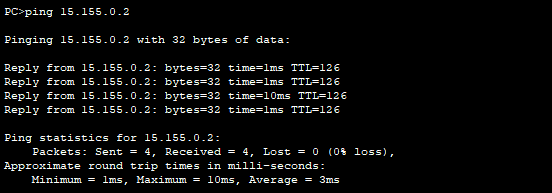 PC>ping 15.155.0.2
Pinging 15.155.0.2 with 32 bytes of data:
Reply from 15.155.0.2: bytes=32 time=1ms TTL=126
Reply from 15.155.0.2: bytes=32 time=1ms TTL=126
Reply from 15.155.0.2: bytes=32 time=10ms TTL=126
Reply from 15.155.0.2: bytes=32 time=1ms TTL=126
Ping statistics for 15.155.0.2:
Packets: Sent = 4, Received = 4, Lost = 0 (0% loss),
Approximate round trip times in milli-seconds:
Minimum = 1ms, Maximum = 10ms, Average = 3ms